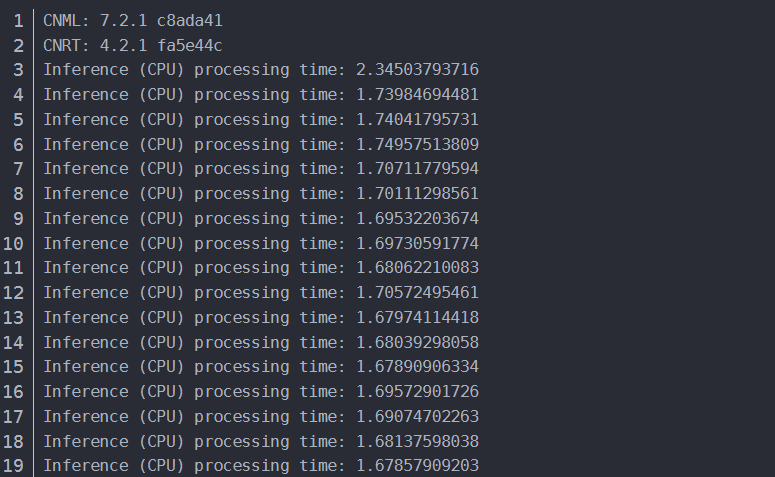 1 CNML: 7.2.1 c8ada41
2 CNRT: 4.2.1 fa5e44c
3 Inference (CPU) processing time: 2.34503793716
4 Inference (CPU) processing time: 1.73984694481
5 Inference (CPU) processing time: 1.74041795731
6 Inference (CPU) processing time: 1.74957513809
7 Inference (CPU) processing time: 1.70711779594
8 Inference (CPU) processing time: 1.70111298561
9 Inference (CPU) processing time: 1.69532203674
10 Inference (CPU) processing time: 1.69730591774
11 Inference (CPU) processing time: 1.68062210083
12 Inference (CPU) processing time: 1.70572495461
13 Inference (CPU) processing time: 1.67974114418
14 Inference (CPU) processing time: 1.68039298058
15 Inference (CPU) processing time: 1.67890906334
16 Inference (CPU) processing time: 1.69572901726
17 Inference (CPU) processing time: 1.69074702263
18 Inference (CPU) processing time: 1.68137598038
19 Inference (CPU) processing time: 1.67857909203